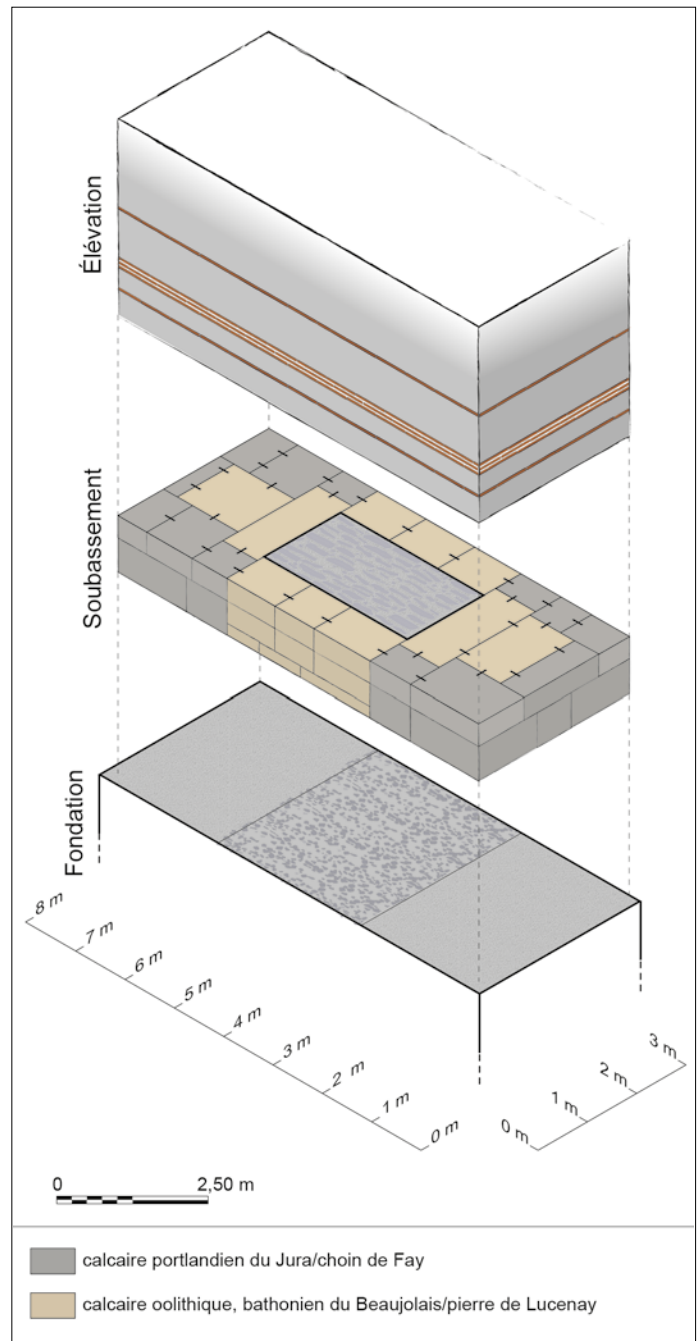 Élévation
Soubassement
Fondation
8 m
7 m
6 m
5 m
4 m
3 m
2 m
1 m
0 m
0 m
1 m
2 m
3 m
0 2,50 m
calcaire portlandien du Jura/choin de Fay
calcaire oolithique, bathonien du Beaujolais/pierre de Lucenay